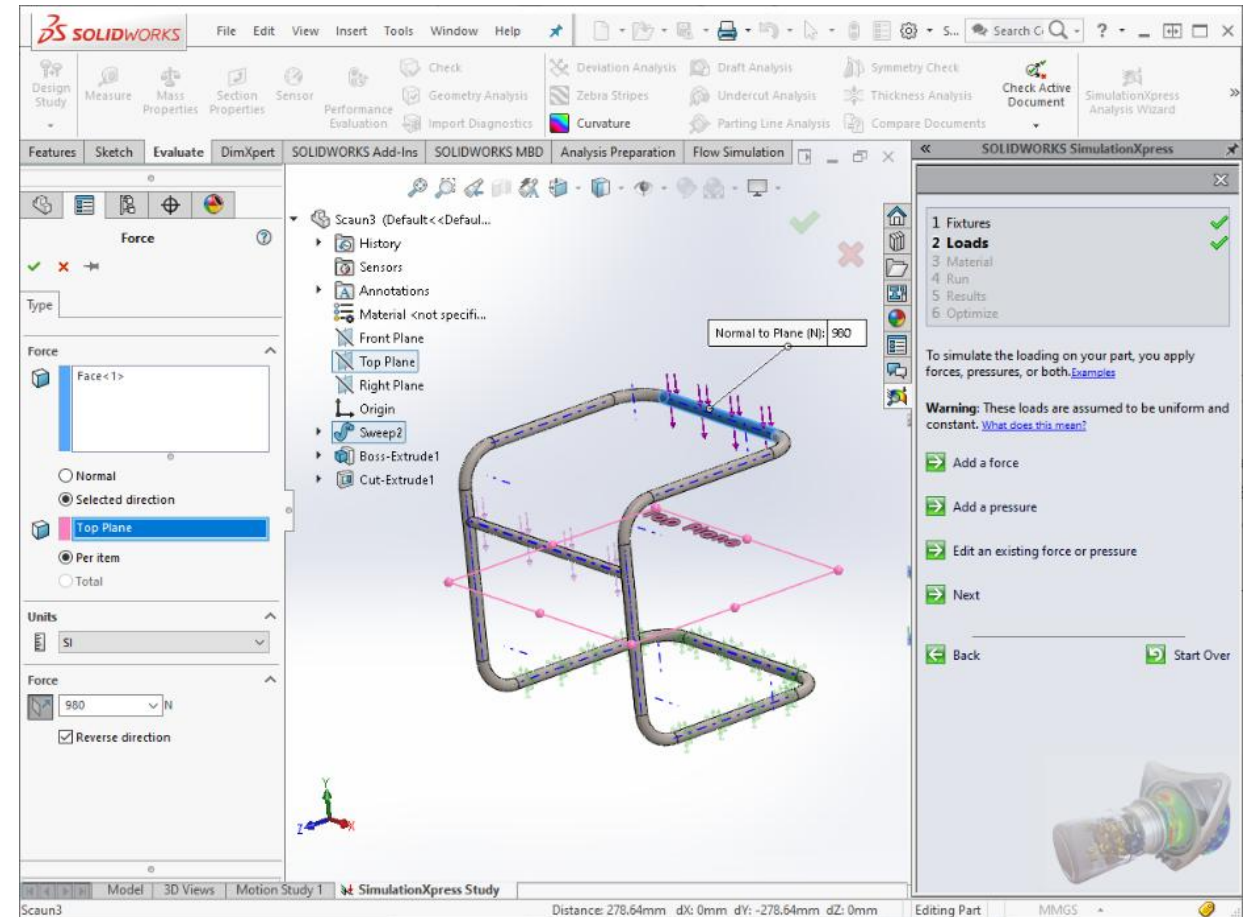 SOLIDWORKS File Edit View Insert Tools Window Help S... Search C ?
Design Study
Measure
Mass Properties
Section Properties
Sensor
Performance Evaluation
Check
Geometry Analysis
Import Diagnostics
Deviation Analysis
Zebra Stripes
Curvature
Draft Analysis
Undercut Analysis
Parting Line Analysis
Symmetry Check
Thickness Analysis
Compare Documents
Check Active Document
SimulationXpress Analysis Wizard
Features Sketch Evaluate DimXpert SOLIDWORKS Add-Ins SOLIDWORKS MBD Analysis Preparation Flow Simulation
Force
Type
Force
Face<1>
Normal
Selected direction
Top Plane
Per item
Total
Units
SI
Force
980 N
Reverse direction
Scaun3 (Default<<Defaul...
History
Sensors
Annotations
Material <not specifi...
Front Plane
Top Plane
Right Plane
Origin
Sweep2
Boss-Extrude1
Cut-Extrude1
Normal to Plane (N): 980
Top Plane
Y
Z X
SOLIDWORKS SimulationXpress
1 Fixtures
2 Loads
3 Material
4 Run
5 Results
6 Optimize
To simulate the loading on your part, you apply
forces, pressures, or both.Examples
Warning: These loads are assumed to be uniform and
constant. What does this mean?
Add a force
Add a pressure
Edit an existing force or pressure
Next
Back Start Over
Model 3D Views Motion Study 1 SimulationXpress Study
Scaun3 Distance: 278.64mm dX: 0mm dY: -278.64mm dZ: 0mm Editing Part MMGS